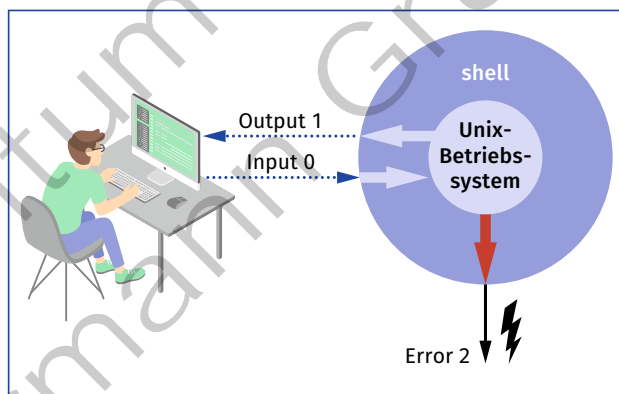 shell
Output 1
Unix-
Betriebs-
system
Input 0
Error 2